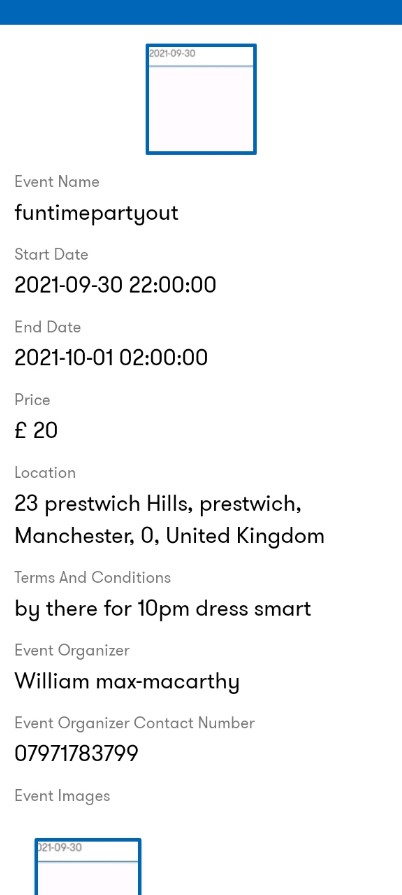 2021-09-30
Event Name
funtimepartyout
Start Date
2021-09-30 22:00:00
End Date
2021-10-01 02:00:00
Price
£ 20
Location
23 prestwich Hills, prestwich,
Manchester, 0, United Kingdom
Terms And Conditions
by there for 10pm dress smart
Event Organizer
William max-macarthy
Event Organizer Contact Number
07971783799
Event Images
021-09-30